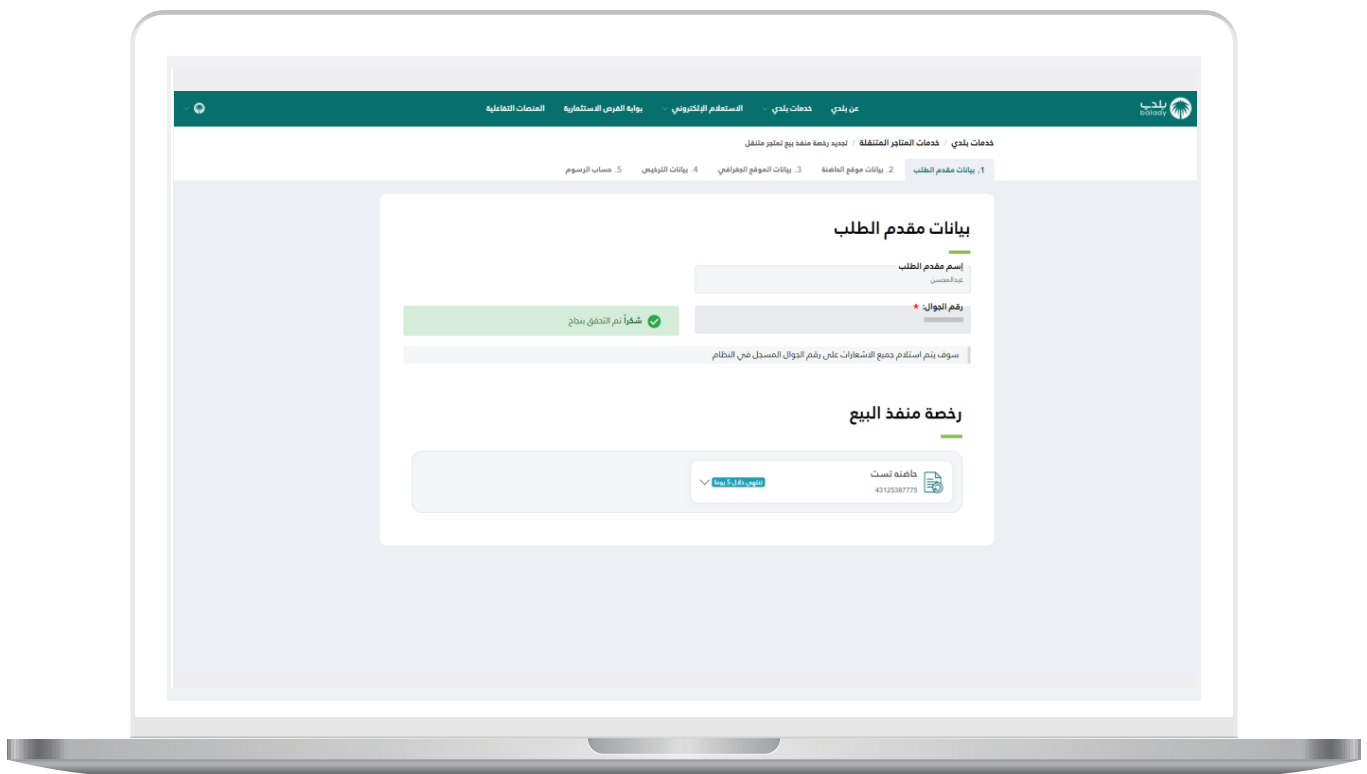 بلدي
balady
عن بلدي خدمات بلدي الاستعلام الإلكتروني بوابة الفرص الاستثمارية المنصات التفاعلية
خدمات بلدي / خدمات المتاجر المتنقلة / تجديد رخصة منفذ بيع لمتجر متنقل
1. بيانات مقدم الطلب 2. بيانات موقع الحاضنة 3. بيانات الموقع الجغرافي 4. بيانات الترخيص 5. حساب الرسوم
بيانات مقدم الطلب
إسم مقدم الطلب
عبدالمحسن
رقم الجوال: *
شكراً تم التحقق بنجاح
سوف يتم استلام جميع الاشعارات على رقم الجوال المسجل في النظام
رخصة منفذ البيع
حاضنه تست
43125387775
تنتهي خلال 5 يوما